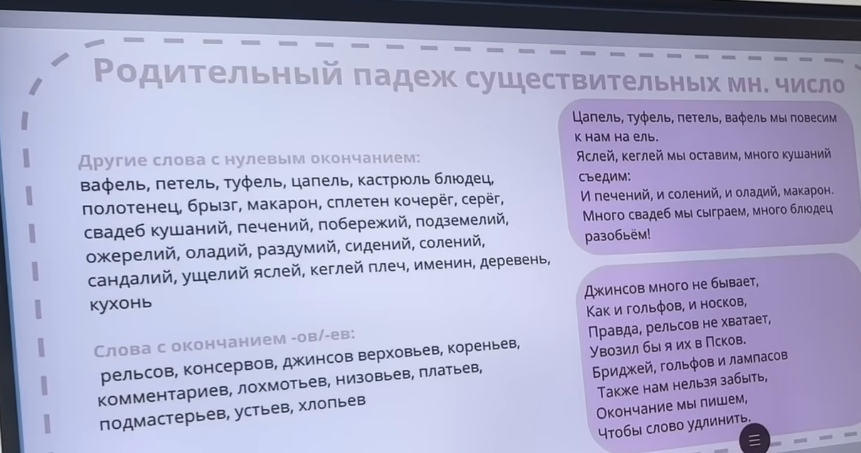 Родительный падеж существительных мн. число
Другие слова с нулевым окончанием:
вафель, петель, туфель, цапель, кастрюль блюдец,
полотенец, брызг, макарон, сплетен кочерёг, серёг,
свадеб кушаний, печений, побережий, подземелий,
ожерелий, оладий, раздумий, сидений, солений,
сандалий, ущелий яслей, кеглей плеч, именин, деревень,
кухонь
Слова с окончанием -ов/-ев:
рельсов, консервов, джинсов верховьев, кореньев,
комментариев, лохмотьев, низовьев, платьев,
подмастерьев, устьев, хлопьев
Цапель, туфель, петель, вафель мы повесим
к нам на ель.
Яслей, кеглей мы оставим, много кушаний
съедим:
И печений, и солений, и оладий, макарон.
Много свадеб мы сыграем, много блюдец
разобьём!
Джинсов много не бывает,
Как и гольфов, и носков,
Правда, рельсов не хватает,
Увозил бы я их в Псков.
Бриджей, гольфов и лампасов
Также нам нельзя забыть,
Окончание мы пишем,
Чтобы слово удлинить.